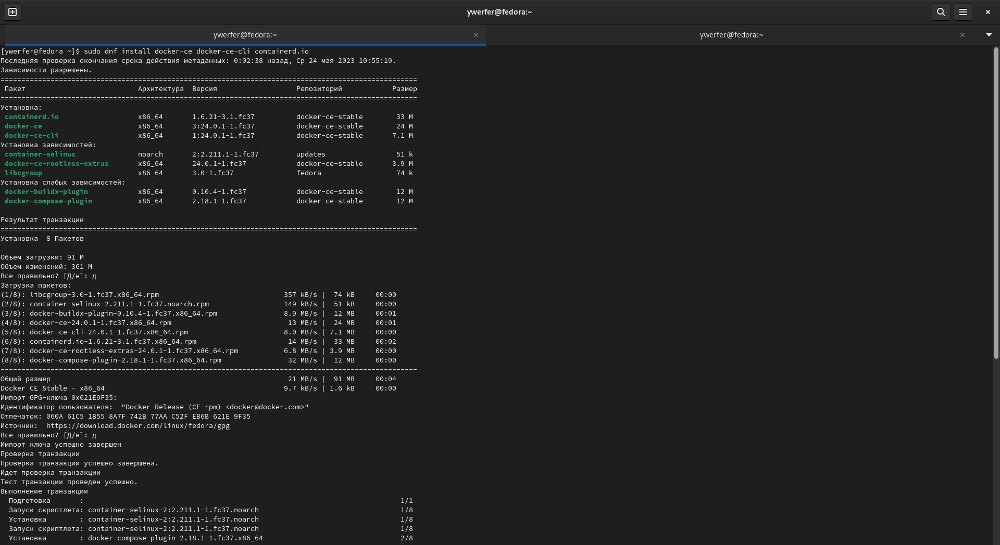 ywerfer@fedora:~
ywerfer@fedora:~ ywerfer@fedora:~
[ywerfer@fedora ~]$ sudo dnf install docker-ce docker-ce-cli containerd.io
Последняя проверка окончания срока действия метаданных: 0:02:38 назад, Ср 24 мая 2023 10:55:19.
Зависимости разрешены.
====================================================================================================
Пакет Архитектура Версия Репозиторий Размер
====================================================================================================
Установка:
containerd.io x86_64 1.6.21-3.1.fc37 docker-ce-stable 33 M
docker-ce x86_64 3:24.0.1-1.fc37 docker-ce-stable 24 M
docker-ce-cli x86_64 1:24.0.1-1.fc37 docker-ce-stable 7.1 M
Установка зависимостей:
container-selinux noarch 2:2.211.1-1.fc37 updates 51 k
docker-ce-rootless-extras x86_64 24.0.1-1.fc37 docker-ce-stable 3.9 M
libcgroup x86_64 3.0-1.fc37 fedora 74 k
Установка слабых зависимостей:
docker-buildx-plugin x86_64 0.10.4-1.fc37 docker-ce-stable 12 M
docker-compose-plugin x86_64 2.18.1-1.fc37 docker-ce-stable 12 M
Результат транзакции
====================================================================================================
Установка 8 Пакетов
Объем загрузки: 91 M
Объем изменений: 361 M
Все правильно? [Д/н]: д
Загрузка пакетов:
(1/8): libcgroup-3.0-1.fc37.x86_64.rpm 357 kB/s | 74 kB 00:00
(2/8): container-selinux-2.211.1-1.fc37.noarch.rpm 149 kB/s | 51 kB 00:00
(3/8): docker-buildx-plugin-0.10.4-1.fc37.x86_64.rpm 8.9 MB/s | 12 MB 00:01
(4/8): docker-ce-24.0.1-1.fc37.x86_64.rpm 13 MB/s | 24 MB 00:01
(5/8): docker-ce-cli-24.0.1-1.fc37.x86_64.rpm 8.0 MB/s | 7.1 MB 00:00
(6/8): containerd.io-1.6.21-3.1.fc37.x86_64.rpm 14 MB/s | 33 MB 00:02
(7/8): docker-ce-rootless-extras-24.0.1-1.fc37.x86_64.rpm 6.8 MB/s | 3.9 MB 00:00
(8/8): docker-compose-plugin-2.18.1-1.fc37.x86_64.rpm 32 MB/s | 12 MB 00:00
----------------------------------------------------------------------------------------------------
Общий размер 21 MB/s | 91 MB 00:04
Docker CE Stable - x86_64 9.7 kB/s | 1.6 kB 00:00
Импорт GPG-ключа 0x621E9F35:
Идентификатор пользователя: "Docker Release (CE rpm) <docker@docker.com>"
Отпечаток: 060A 61C5 1B55 8A7F 742B 77AA C52F EB6B 621E 9F35
Источник: https://download.docker.com/linux/fedora/gpg
Все правильно? [Д/н]: д
Импорт ключа успешно завершен
Проверка транзакции
Проверка транзакции успешно завершена.
Идет проверка транзакции
Тест транзакции проведен успешно.
Выполнение транзакции
Подготовка : 1/1
Запуск скриптлета: container-selinux-2:2.211.1-1.fc37.noarch 1/8
Установка : container-selinux-2:2.211.1-1.fc37.noarch 1/8
Запуск скриптлета: container-selinux-2:2.211.1-1.fc37.noarch 1/8
Установка : docker-compose-plugin-2.18.1-1.fc37.x86_64 2/8